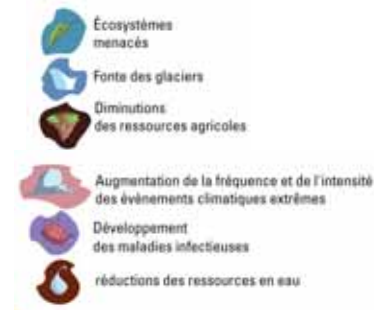 Écosystèmes
menacés
Fonte des glaciers
Diminutions
des ressources agricoles
Augmentation de la fréquence et de l'intensité
des évènements climatiques extrêmes
Développement
des maladies infectieuses
réductions des ressources en eau